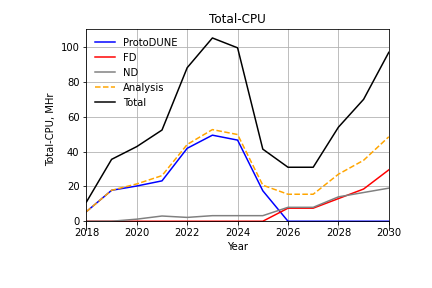 Total-CPU
100
80
60
40
20
0
Total-CPU, MHr
ProtoDUNE
FD
ND
Analysis
Total
2018 2020 2022 2024 2026 2028 2030
Year